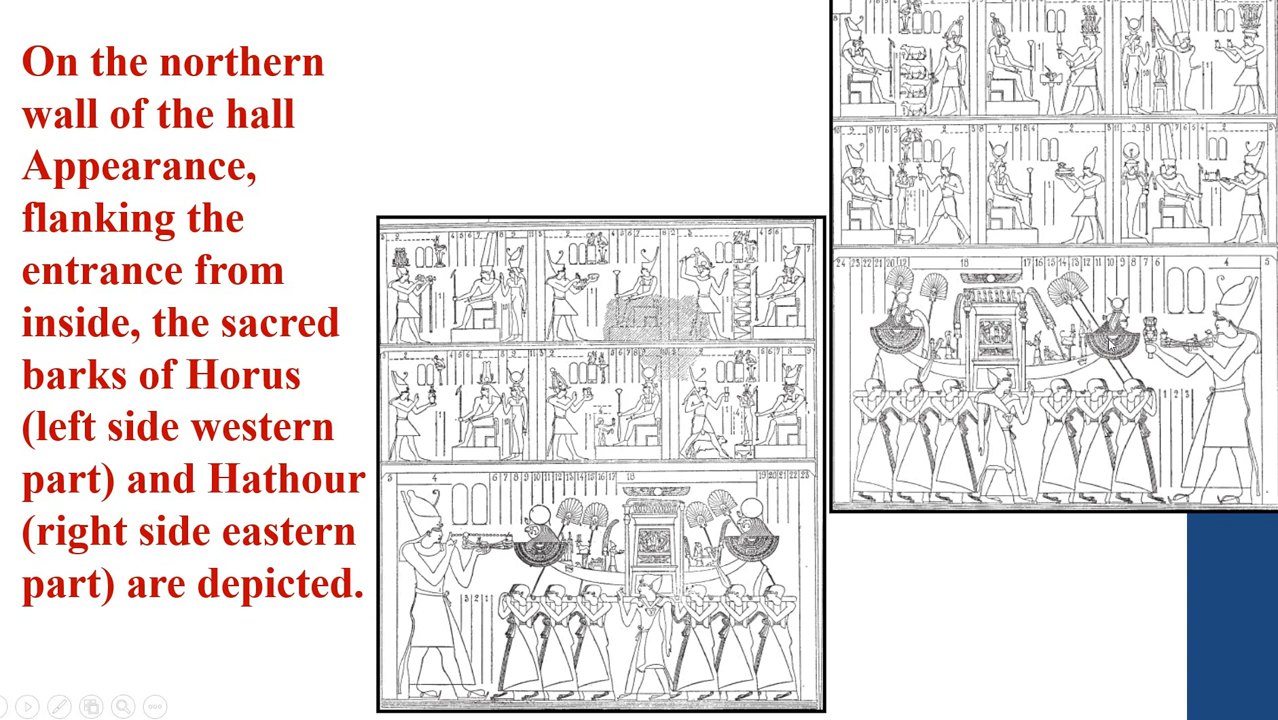 On the northern
wall of the hall
Appearance,
flanking the
entrance from
inside, the sacred
barks of Horus
(left side western
part) and Hathour
(right side eastern
part) are depicted.